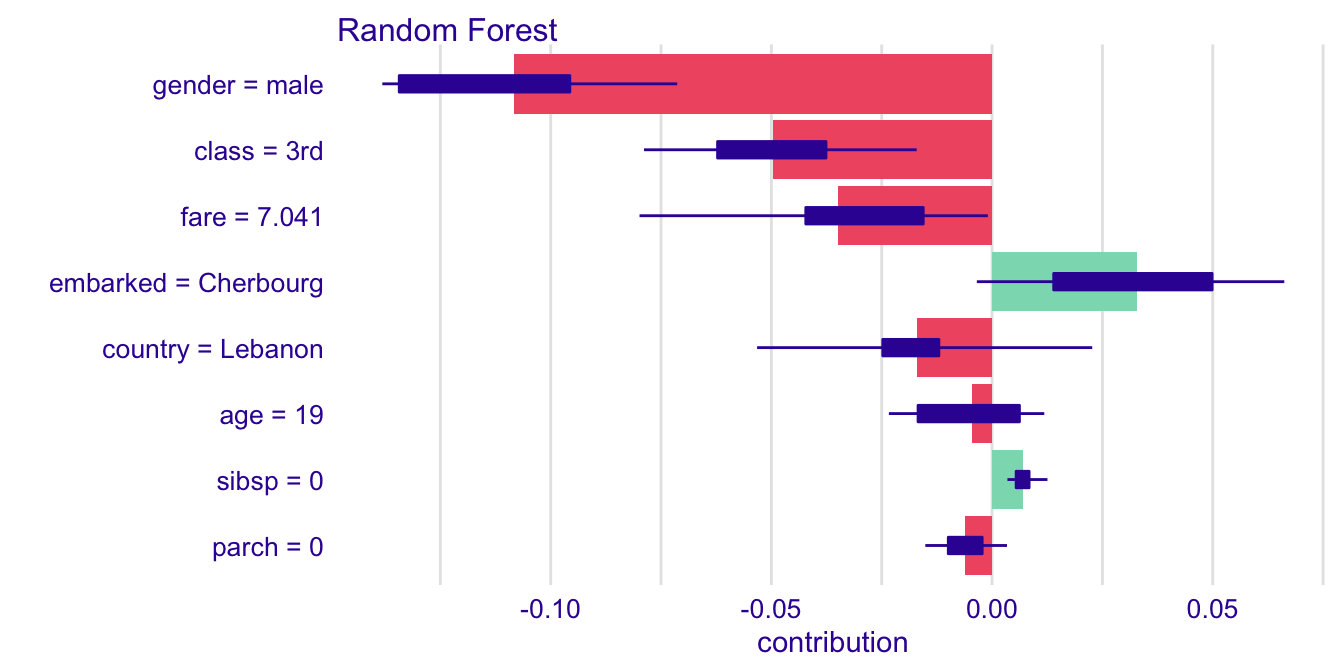 Random Forest
gender = male
class = 3rd
fare = 7.041
embarked = Cherbourg
country = Lebanon
age = 19
sibsp = 0
parch = 0
-0.10 -0.05 0.00 0.05
contribution